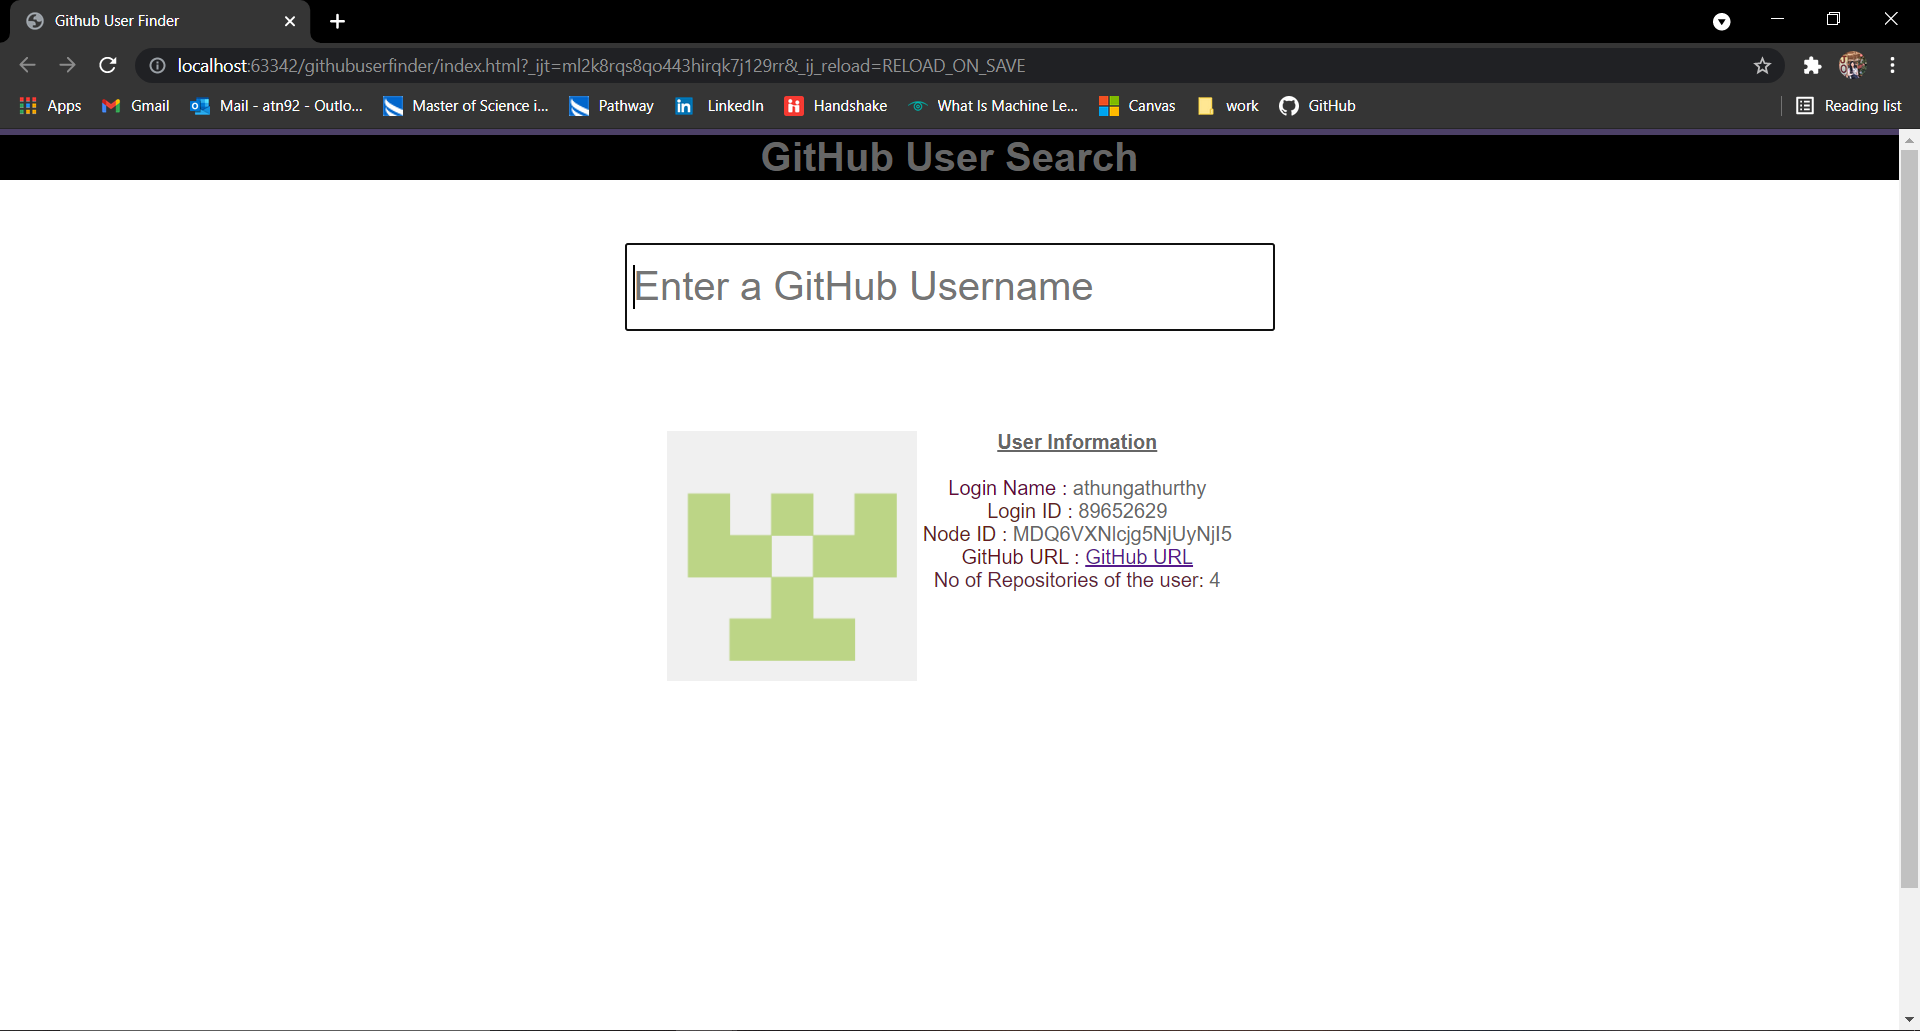 Github User Finder
localhost:63342/githubuserfinder/index.html?_ijt=ml2k8rqs8qo443hirqk7j129rr&_ij_reload=RELOAD_ON_SAVE
Apps Gmail Mail - atn92 - Outlo... Master of Science i... Pathway LinkedIn Handshake What Is Machine Le... Canvas work GitHub Reading list
GitHub User Search
Enter a GitHub Username
User Information
Login Name : athungathurthy
Login ID : 89652629
Node ID : MDQ6VXNlcjg5NjUyNjI5
GitHub URL : GitHub URL
No of Repositories of the user: 4